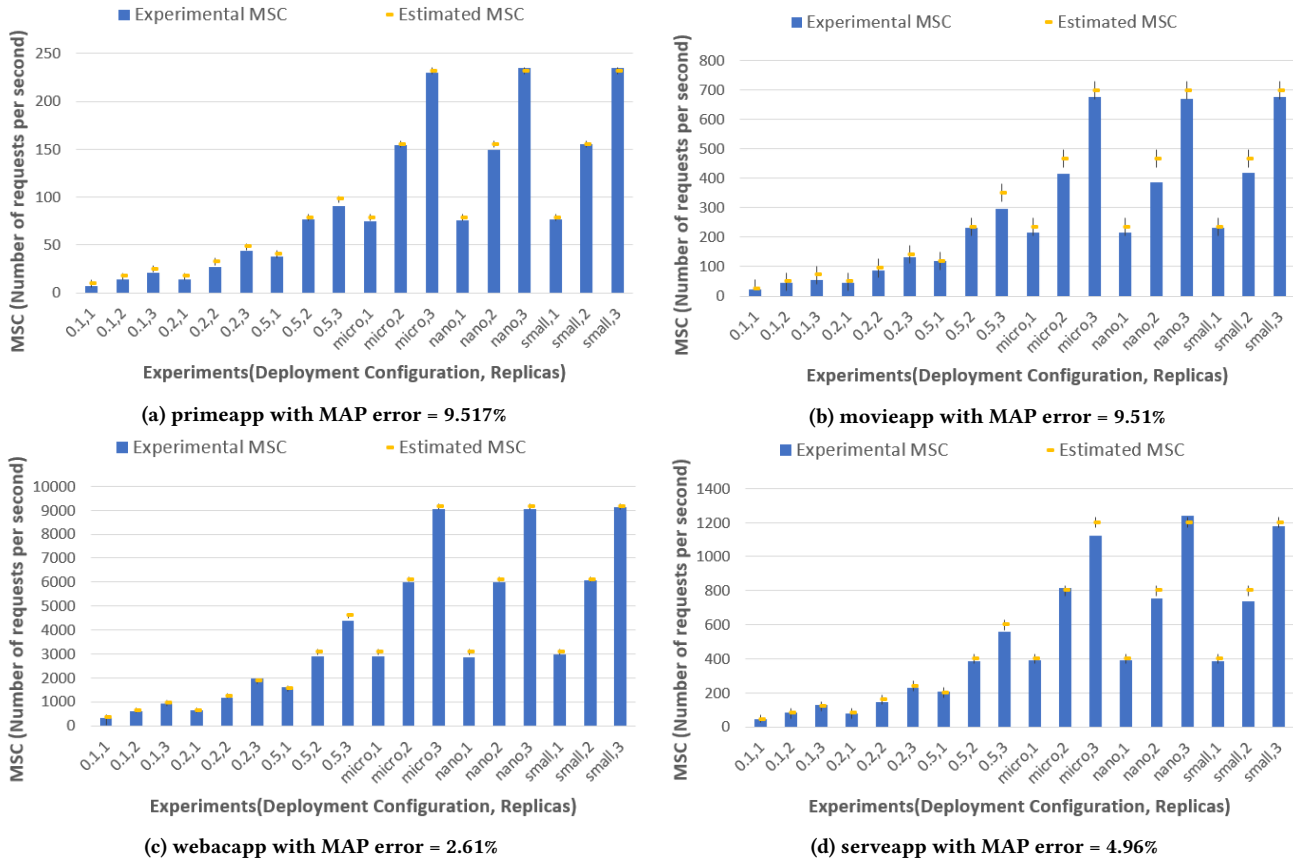 Experimental MSC Estimated MSC
MSC (Number of requests per second)
250
200
150
100
50
0
0.1,1 0.1,2 0.1,3 0.2,1 0.2,2 0.2,3 0.5,1 0.5,2 0.5,3 micro,1 micro,2 micro,3 nano,1 nano,2 nano,3 small,1 small,2 small,3
Experiments(Deployment Configuration, Replicas)
(a) primeapp with MAP error = 9.517%
Experimental MSC Estimated MSC
MSC (Number of requests per second)
800
700
600
500
400
300
200
100
0
0.1,1 0.1,2 0.1,3 0.2,1 0.2,2 0.2,3 0.5,1 0.5,2 0.5,3 micro,1 micro,2 micro,3 nano,1 nano,2 nano,3 small,1 small,2 small,3
Experiments(Deployment Configuration, Replicas)
(b) movieapp with MAP error = 9.51%
Experimental MSC Estimated MSC
MSC (Number of requests per second)
10000
9000
8000
7000
6000
5000
4000
3000
2000
1000
0
0.1,1 0.1,2 0.1,3 0.2,1 0.2,2 0.2,3 0.5,1 0.5,2 0.5,3 micro,1 micro,2 micro,3 nano,1 nano,2 nano,3 small,1 small,2 small,3
Experiments(Deployment Configuration, Replicas)
(c) webacapp with MAP error = 2.61%
Experimental MSC Estimated MSC
MSC (Number of requests per second)
1400
1200
1000
800
600
400
200
0
0.1,1 0.1,2 0.1,3 0.2,1 0.2,2 0.2,3 0.5,1 0.5,2 0.5,3 micro,1 micro,2 micro,3 nano,1 nano,2 nano,3 small,1 small,2 small,3
Experiments(Deployment Configuration, Replicas)
(d) serveapp with MAP error = 4.96%